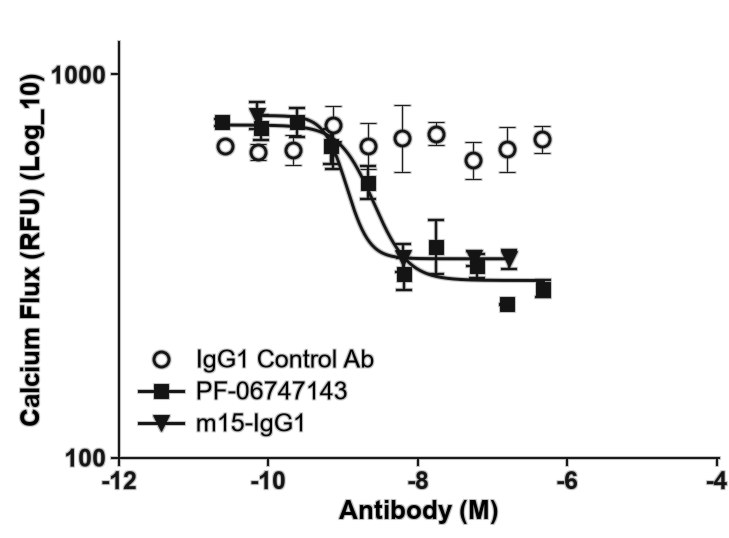 1000
100
Calcium Flux (RFU) (Log_10)
IgG1 Control Ab
PF-06747143
m15-IgG1
-12 -10 -8 -6 -4
Antibody (M)